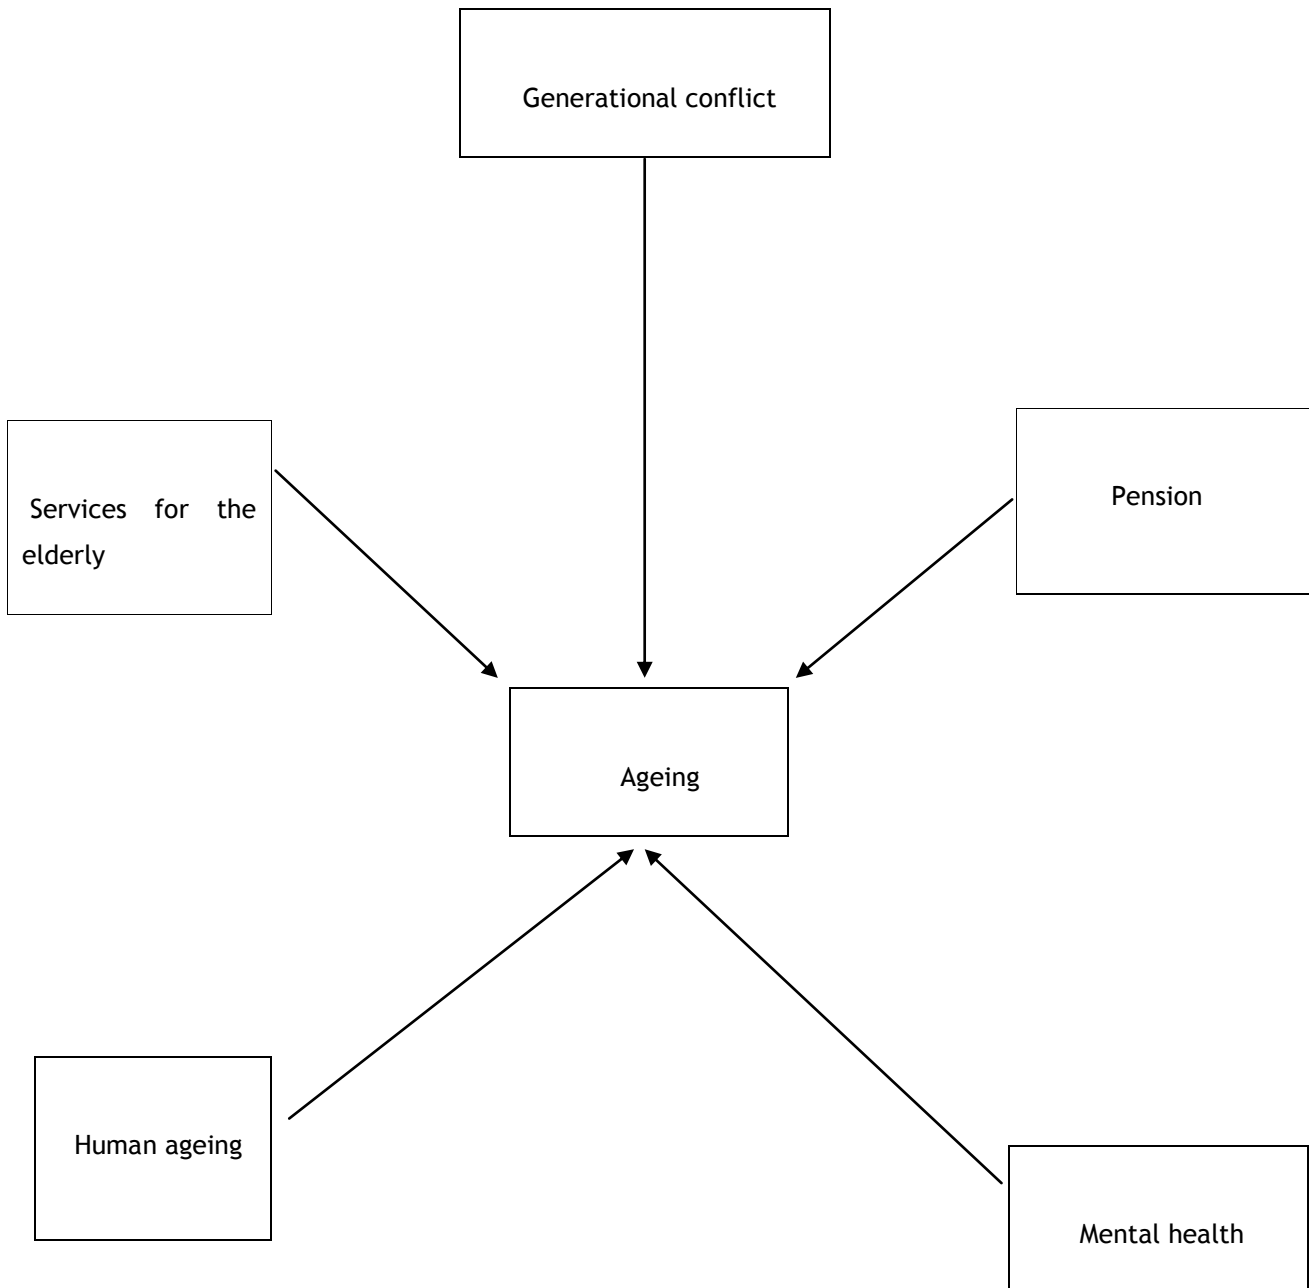 Generational conflict
Services for the
elderly
Pension
Ageing
Human ageing
Mental health